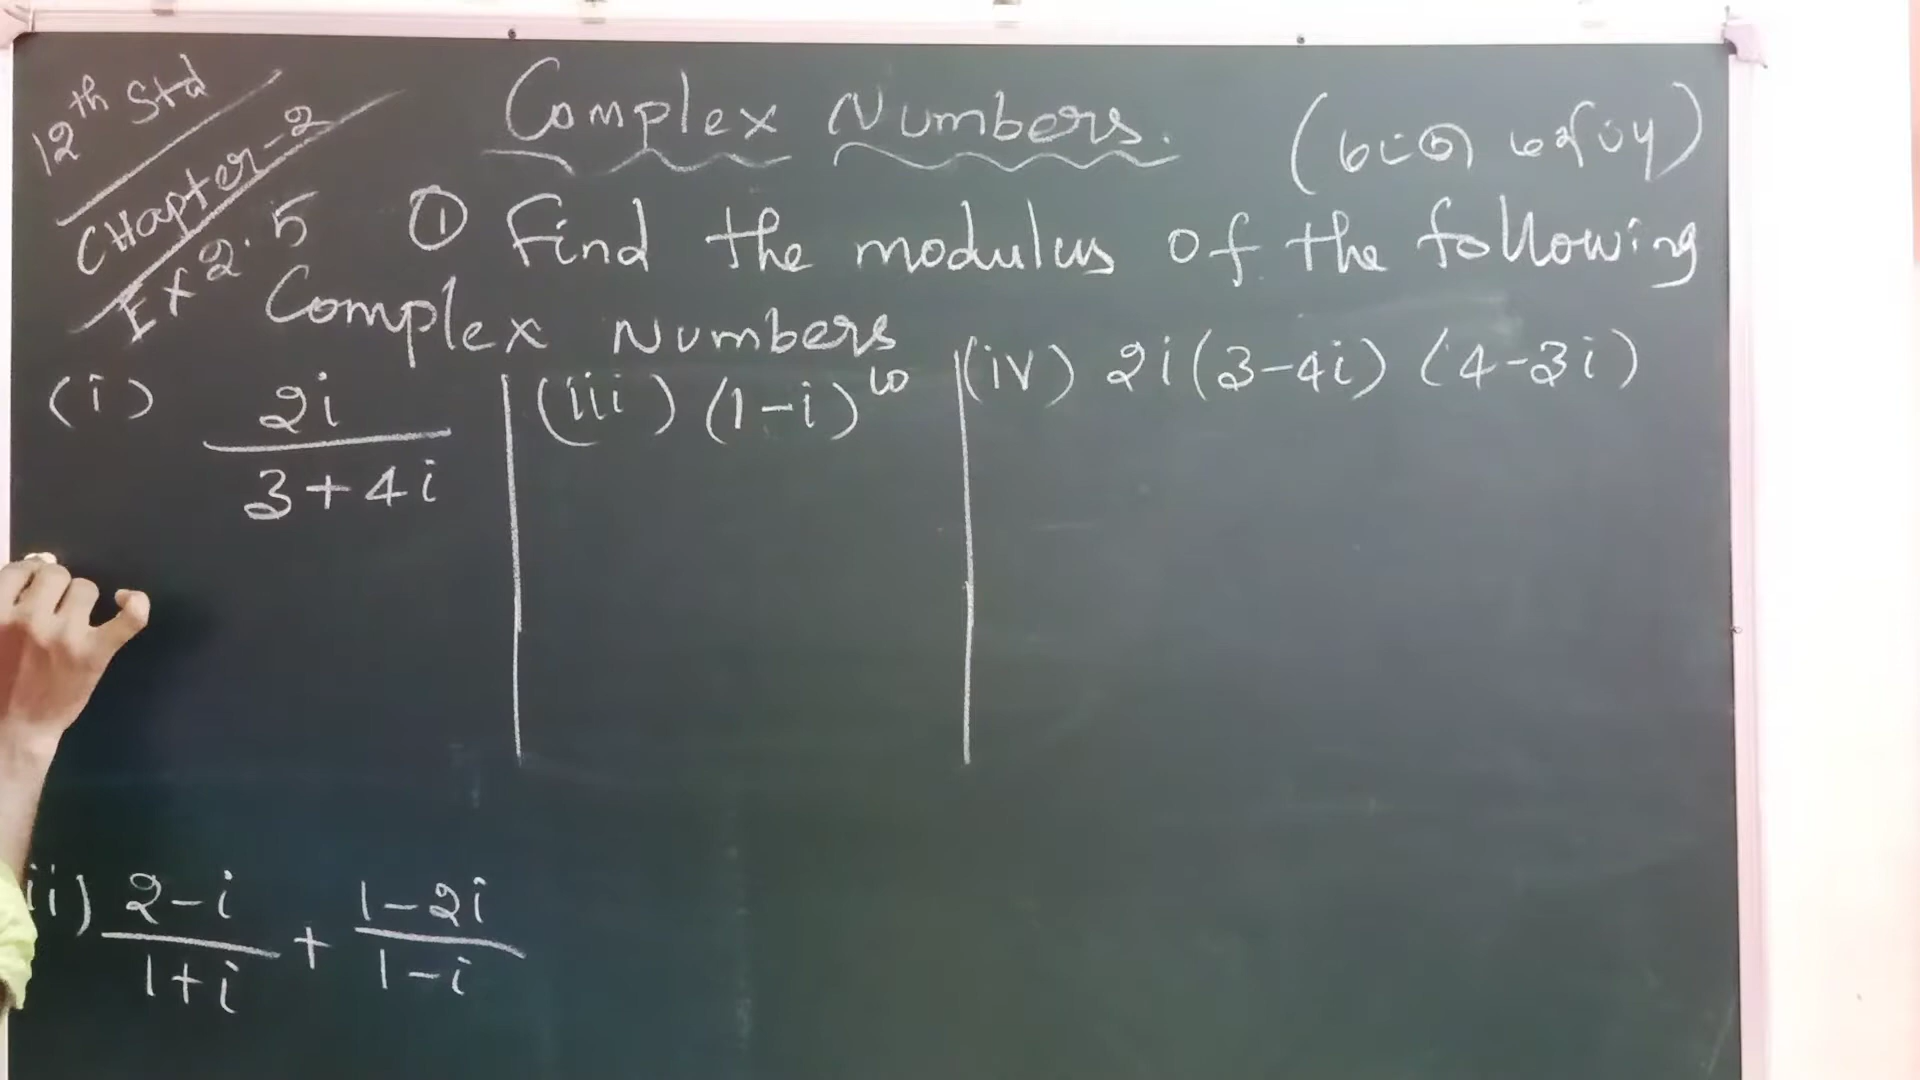 12th Std
Chapter-2
Ex 2.5
Complex Numbers.
① Find the modulus of the following
Complex Numbers
(i) 2i / 3+4i
(iii) (1-i)^10
(iv) 2i(3-4i) (4-3i)
ii) 2-i / 1+i + 1-2i / 1-i